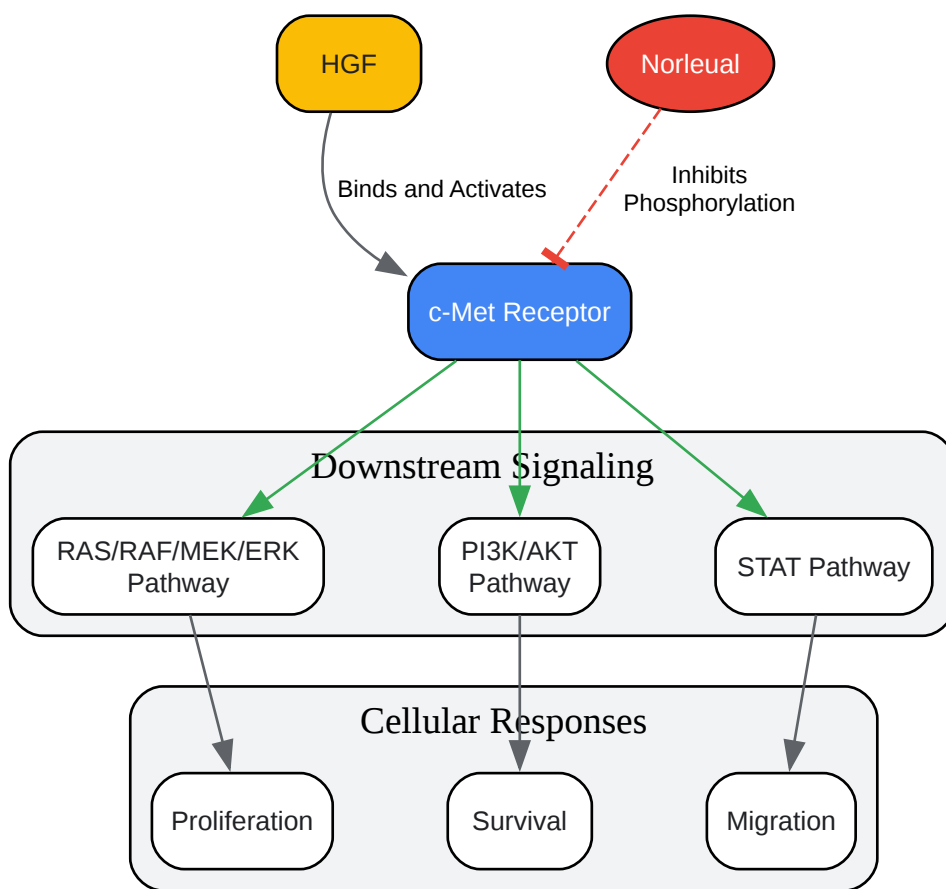 HGF
Norleual
Binds and Activates
Inhibits
Phosphorylation
c-Met Receptor
Downstream Signaling
RAS/RAF/MEK/ERK
Pathway
PI3K/AKT
Pathway
STAT Pathway
Cellular Responses
Proliferation
Survival
Migration